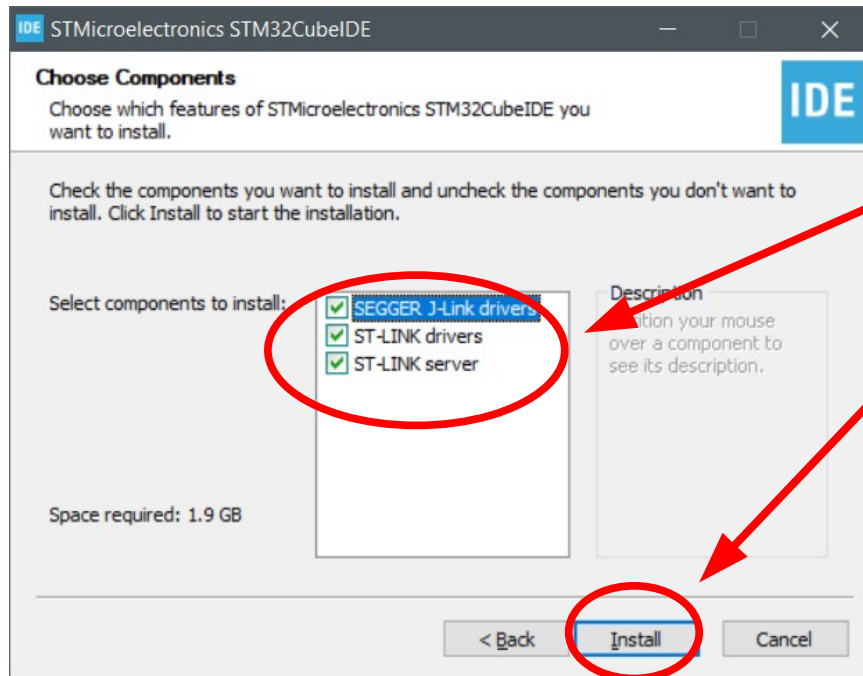 IDE STMicroelectronics STM32CubeIDE
Choose Components
Choose which features of STMicroelectronics STM32CubeIDE you
want to install.
IDE
Check the components you want to install and uncheck the components you don't want to
install. Click Install to start the installation.
Select components to install:
SEGGER J-Link drivers
ST-LINK drivers
ST-LINK server
Description
Position your mouse
over a component to
see its description.
Space required: 1.9 GB
< Back
Install
Cancel